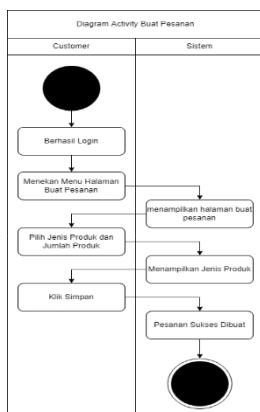 Diagram Activity Buat Pesanan
Customer
Sistem
Berhasil Login
Menekan Menu Halaman
Buat Pesanan
menampilkan halaman buat
pesanan
Pilih Jenis Produk dan
Jumlah Produk
Menampilkan Jenis Produk
Klik Simpan
Pesanan Sukses Dibuat